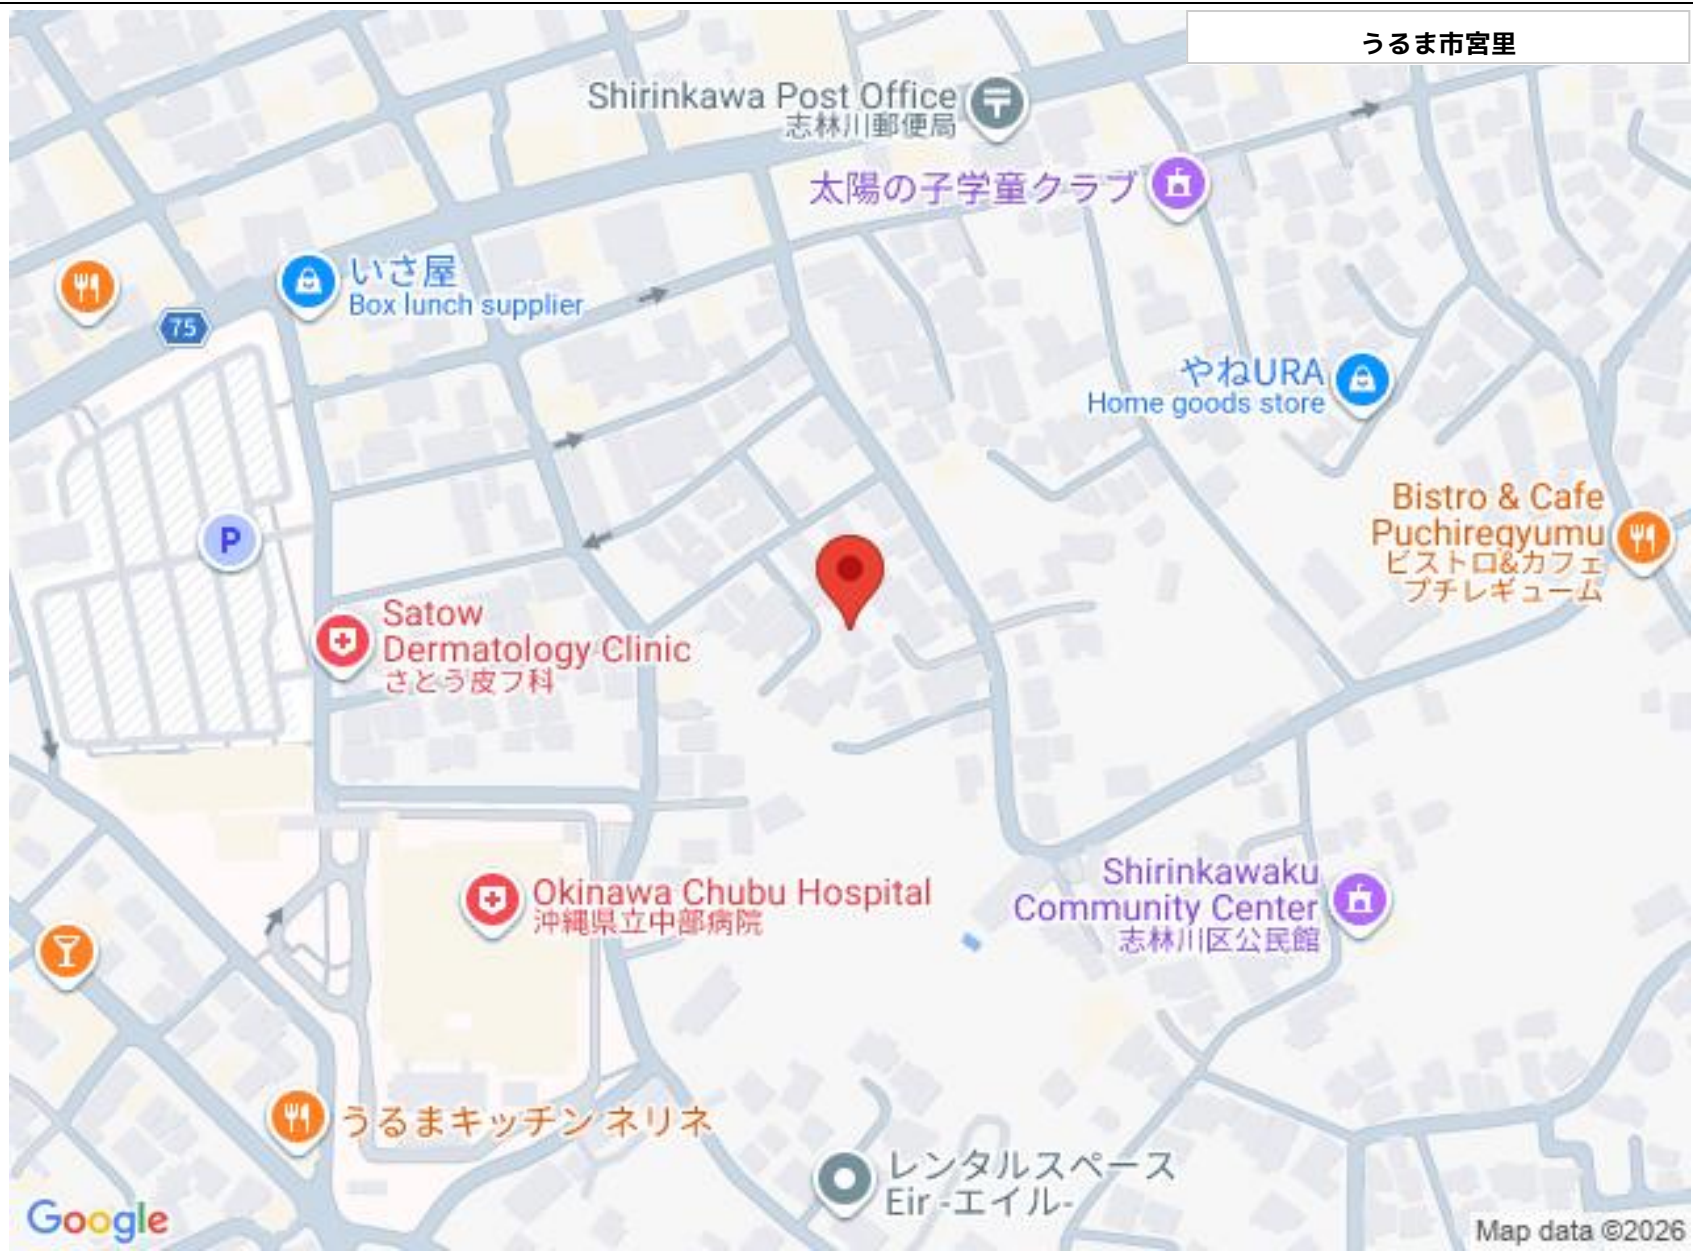 うるま市宮里
Shirinkawa Post Office
志林川郵便局
太陽の子学童クラブ
いさ屋
Box lunch supplier
75
やねURA
Home goods store
Bistro & Cafe
Puchireqyumu
ビストロ&カフェ
プチレギューム
P
Satow
Dermatology Clinic
さとう皮フ科
Okinawa Chubu Hospital
沖縄県立中部病院
Shirinkawaku
Community Center
志林川区公民館
うるまキッチン ネリネ
レンタルスペース
Eir -エイル-
Google
Map data ©2026